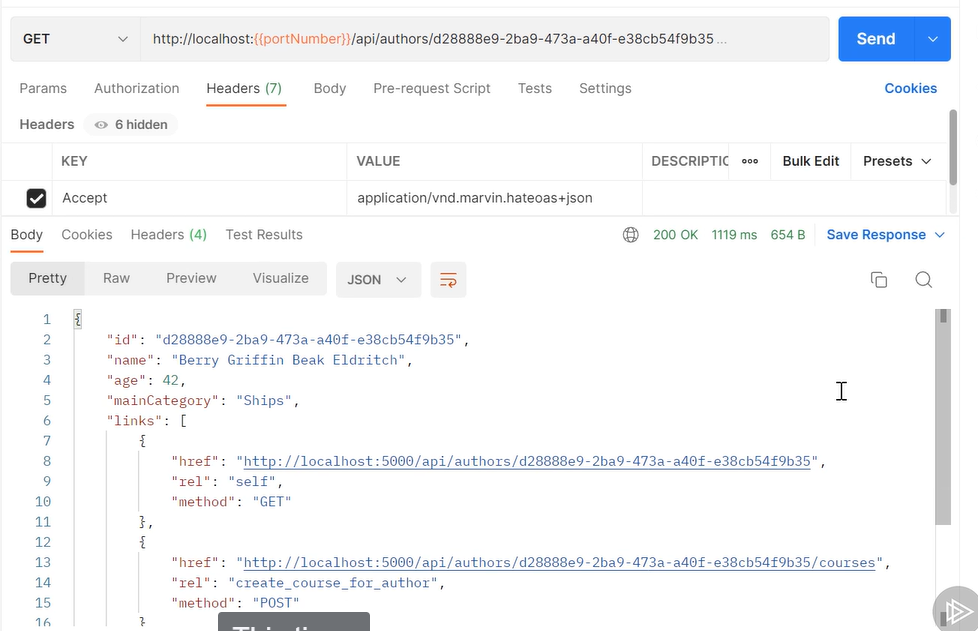 GET http://localhost:{{portNumber}}/api/authors/d28888e9-2ba9-473a-a40f-e38cb54f9b35 ... Send
Params Authorization Headers (7) Body Pre-request Script Tests Settings Cookies
Headers 6 hidden
KEY VALUE DESCRIPTIC ooo Bulk Edit Presets
Accept application/vnd.marvin.hateoas+json
Body Cookies Headers (4) Test Results 200 OK 1119 ms 654 B Save Response
Pretty Raw Preview Visualize JSON
1 {
2 "id": "d28888e9-2ba9-473a-a40f-e38cb54f9b35",
3 "name": "Berry Griffin Beak Eldritch",
4 "age": 42,
5 "mainCategory": "Ships",
6 "links": [
7 {
8 "href": "http://localhost:5000/api/authors/d28888e9-2ba9-473a-a40f-e38cb54f9b35",
9 "rel": "self",
10 "method": "GET"
11 },
12 {
13 "href": "http://localhost:5000/api/authors/d28888e9-2ba9-473a-a40f-e38cb54f9b35/courses",
14 "rel": "create_course_for_author",
15 "method": "POST"
16 }